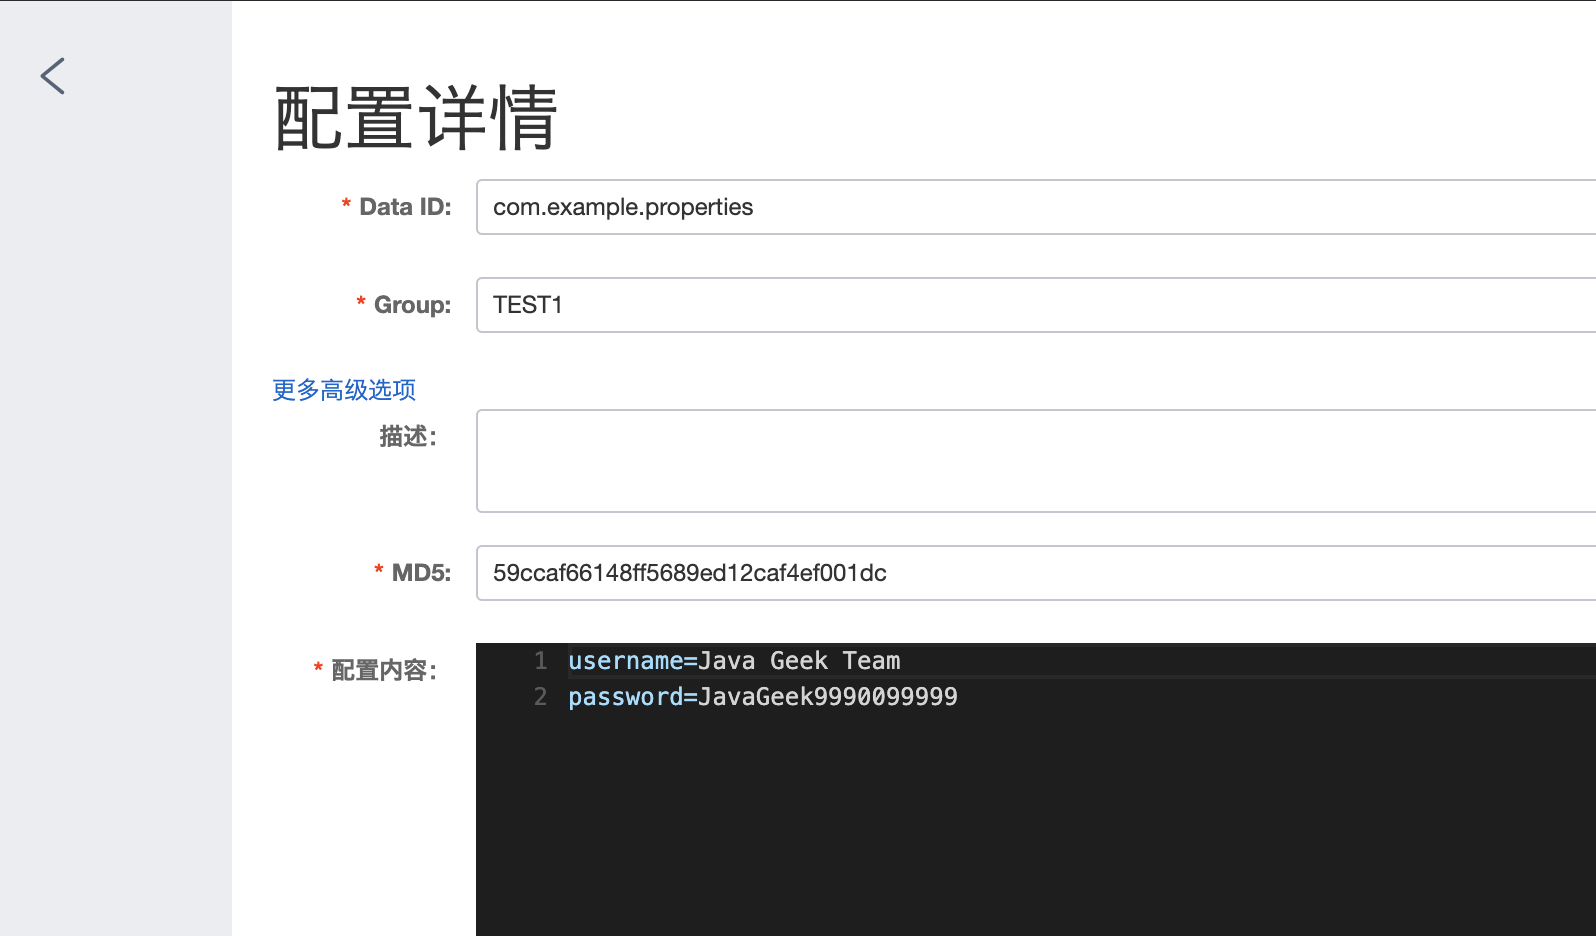 配置详情
* Data ID: com.example.properties
* Group: TEST1
更多高级选项
描述：
* MD5: 59ccaf66148ff5689ed12caf4ef001dc
* 配置内容：
1 username=Java Geek Team
2 password=JavaGeek9990099999